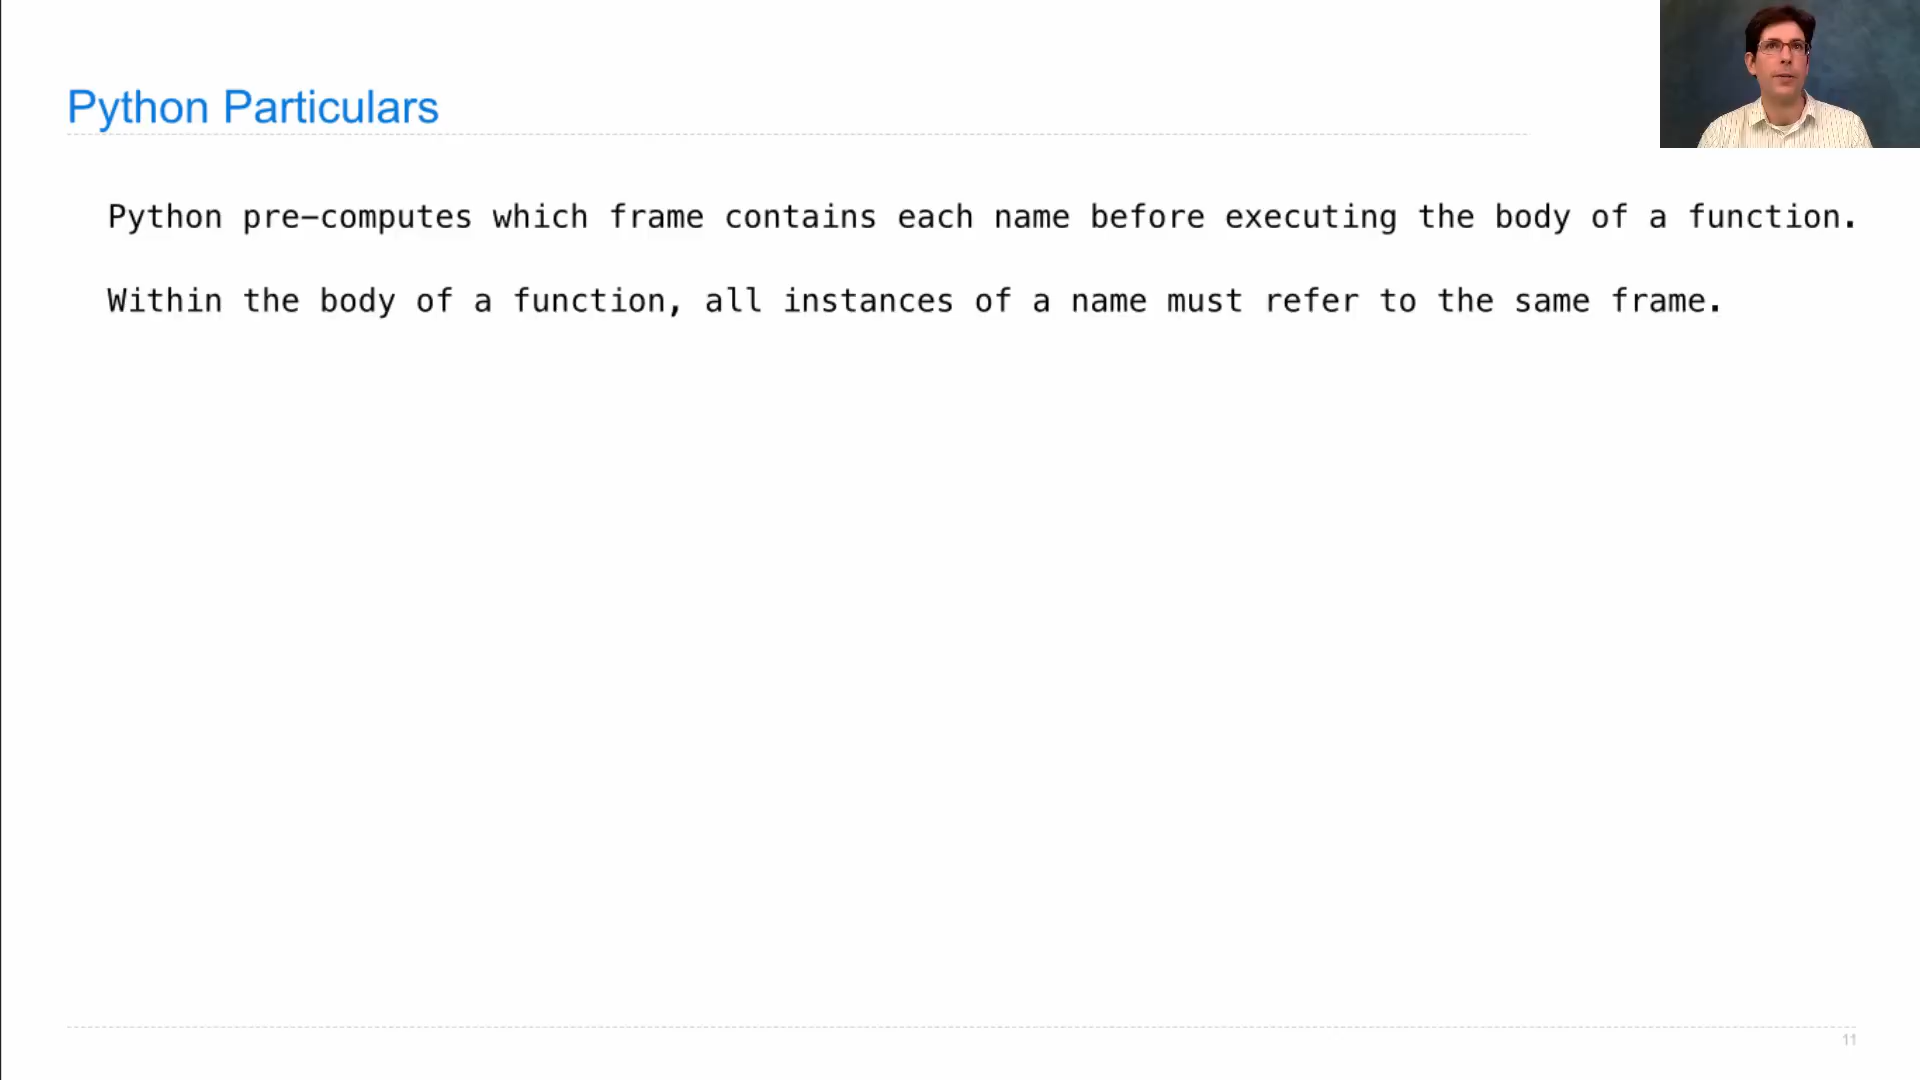 Python Particulars
Python pre-computes which frame contains each name before executing the body of a function.
Within the body of a function, all instances of a name must refer to the same frame.
11